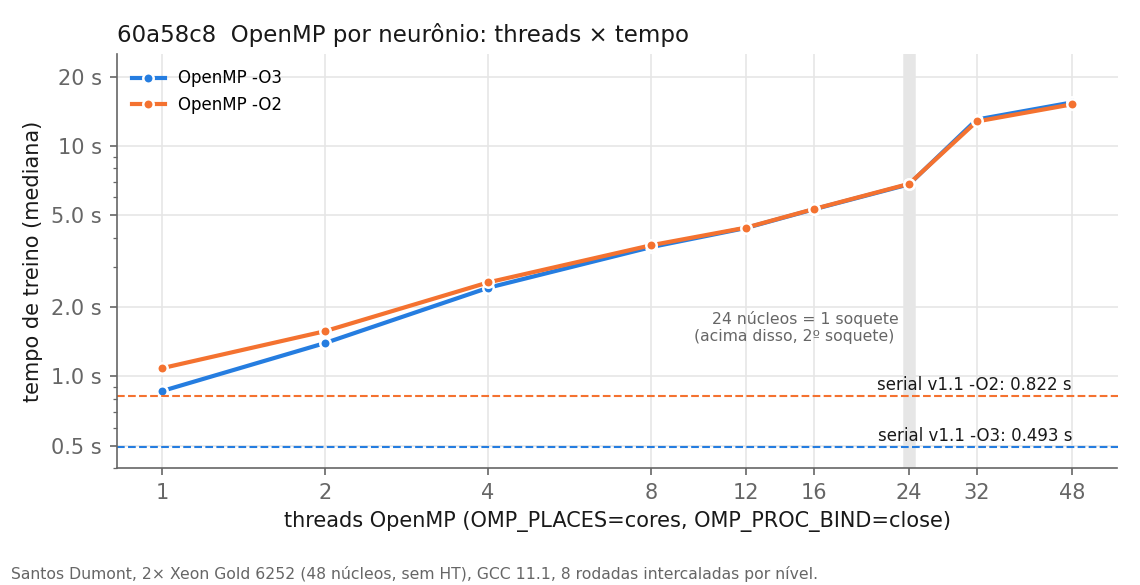 60a58c8  OpenMP por neurônio: threads × tempo
OpenMP -O3
OpenMP -O2
tempo de treino (mediana)
20 s
10 s
5.0 s
2.0 s
1.0 s
0.5 s
24 núcleos = 1 soquete
(acima disso, 2º soquete)
serial v1.1 -O2: 0.822 s
serial v1.1 -O3: 0.493 s
1 2 4 8 12 16 24 32 48
threads OpenMP (OMP_PLACES=cores, OMP_PROC_BIND=close)
Santos Dumont, 2× Xeon Gold 6252 (48 núcleos, sem HT), GCC 11.1, 8 rodadas intercaladas por nível.